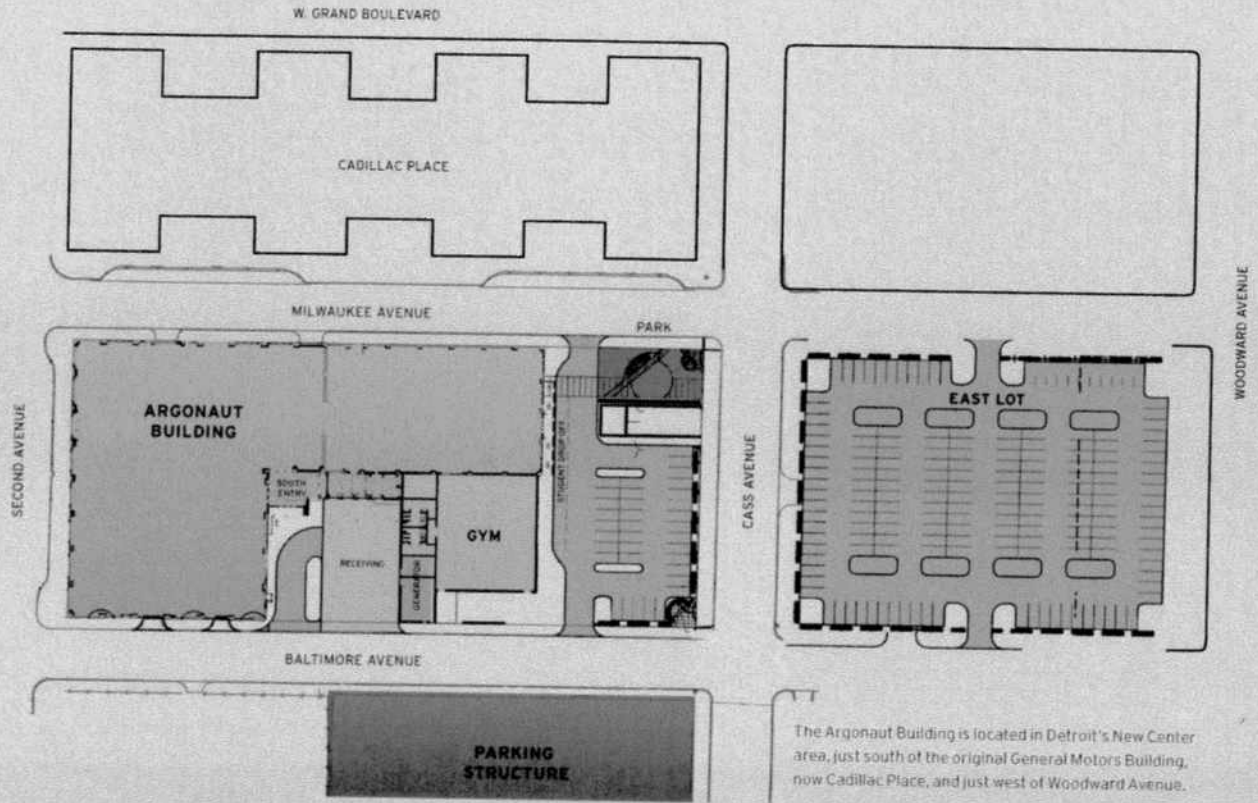 W. GRAND BOULEVARD
CADILLAC PLACE
MILWAUKEE AVENUE
PARK
WOODWARD AVENUE
ARGONAUT
BUILDING
EAST LOT
SECOND AVENUE
STUDENT DROP OFF
CASS AVENUE
SOUTH
ENTRY
GYM
RECEIVING
GENERATOR
BALTIMORE AVENUE
PARKING
STRUCTURE
The Argonaut Building is located in Detroit's New Center
area, just south of the original General Motors Building,
now Cadillac Place, and just west of Woodward Avenue.